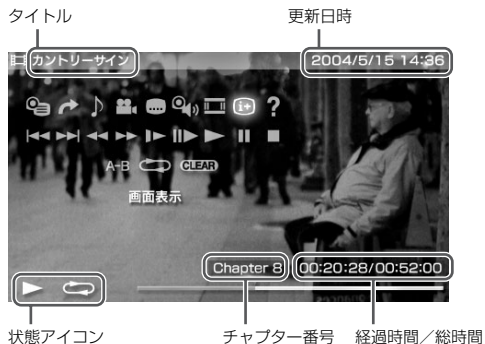 タイトル
更新日時
カントリーサイン
2004/5/15 14:36
i+ ?
A-B CLEAR
画面表示
Chapter 8 00:20:28/00:52:00
状態アイコン
チャプター番号
経過時間／総時間